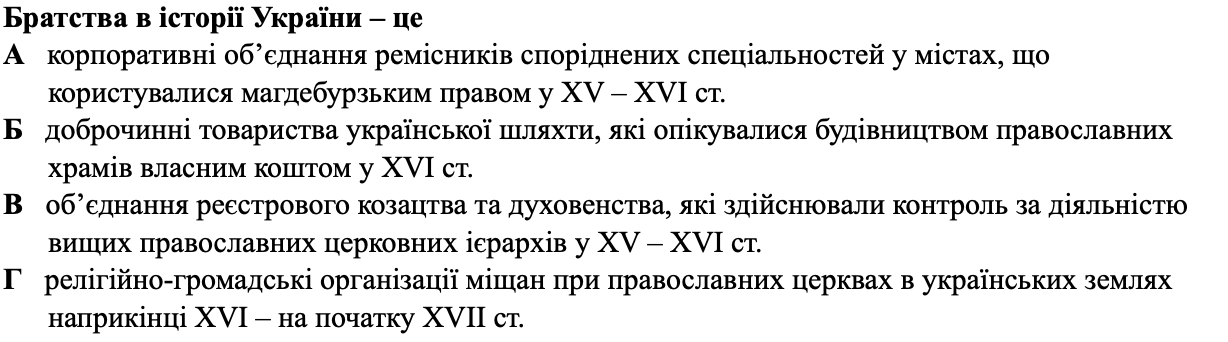 Братства в історії України – це
А корпоративні об’єднання ремісників споріднених спеціальностей у містах, що
користувалися магдебурзьким правом у XV – XVI ст.
Б доброчинні товариства української шляхти, які опікувалися будівництвом православних
храмів власним коштом у XVI ст.
В об’єднання реєстрового козацтва та духовенства, які здійснювали контроль за діяльністю
вищих православних церковних ієрархів у XV – XVI ст.
Г релігійно-громадські організації міщан при православних церквах в українських землях
наприкінці XVI – на початку XVII ст.